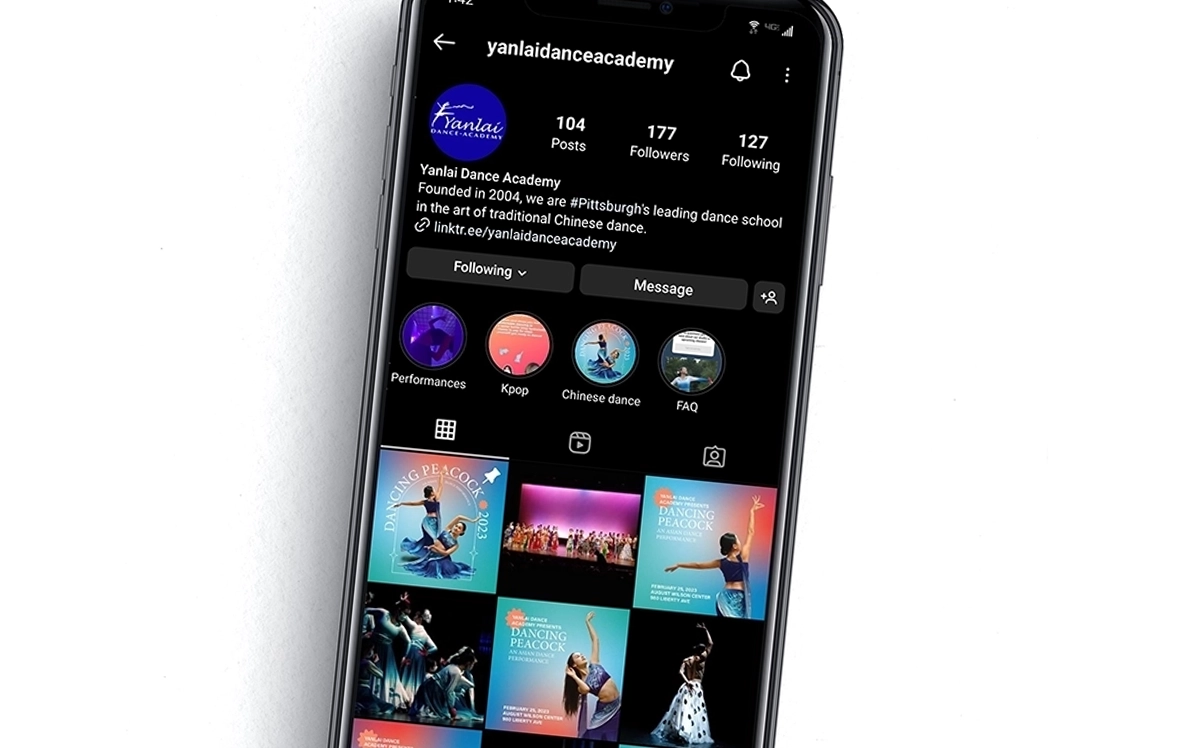 yanlaidanceacademy
Yanlai
DANCE-ACADEMY
104
Posts
177
Followers
127
Following
Yanlai Dance Academy
Founded in 2004, we are #Pittsburgh's leading dance school
in the art of traditional Chinese dance.
linktr.ee/yanlaidanceacademy
Following
Message
Performances
Kpop
Chinese dance
FAQ
DANCING PEACOCK 2023
YANLAI DANCE
ACADEMY PRESENTS
DANCING
PEACOCK
AN ASIAN DANCE
PERFORMANCE
FEBRUARY 25, 2023
AUGUST WILSON CENTER
980 LIBERTY AVE
YANLAI DANCE
ACADEMY PRESENTS
DANCING
PEACOCK
AN ASIAN DANCE
PERFORMANCE
FEBRUARY 25, 2023
AUGUST WILSON CENTER
980 LIBERTY AVE
YANLAI DANCE